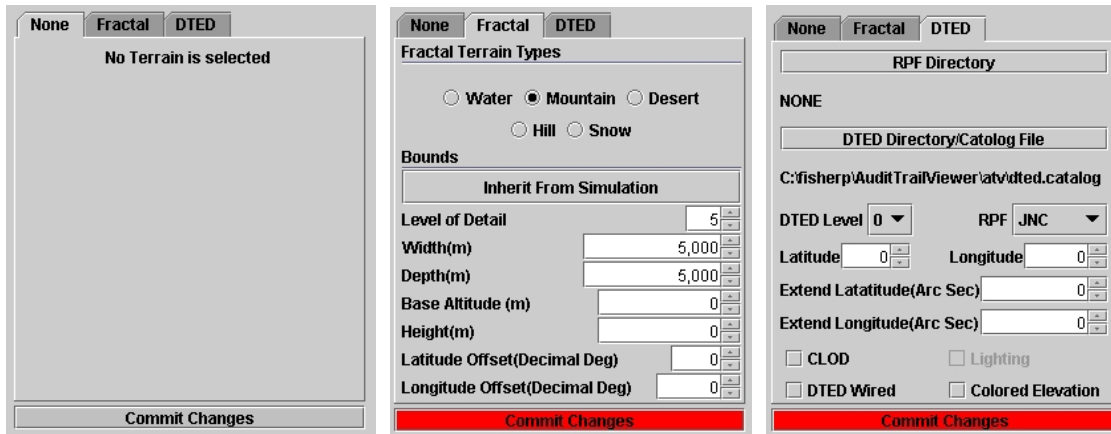 None Fractal DTED
No Terrain is selected
Commit Changes
None Fractal DTED
Fractal Terrain Types
Water Mountain Desert
Hill Snow
Bounds
Inherit From Simulation
Level of Detail 5
Width(m) 5,000
Depth(m) 5,000
Base Altitude (m) 0
Height(m) 0
Latitude Offset(Decimal Deg) 0
Longitude Offset(Decimal Deg) 0
Commit Changes
None Fractal DTED
RPF Directory
NONE
DTED Directory/Catolog File
C:\fisherp\AuditTrailViewer\atv\dted.catalog
DTED Level 0 RPF JNC
Latitude 0 Longitude 0
Extend Latatitude(Arc Sec) 0
Extend Longitude(Arc Sec) 0
CLOD Lighting
DTED Wired Colored Elevation
Commit Changes